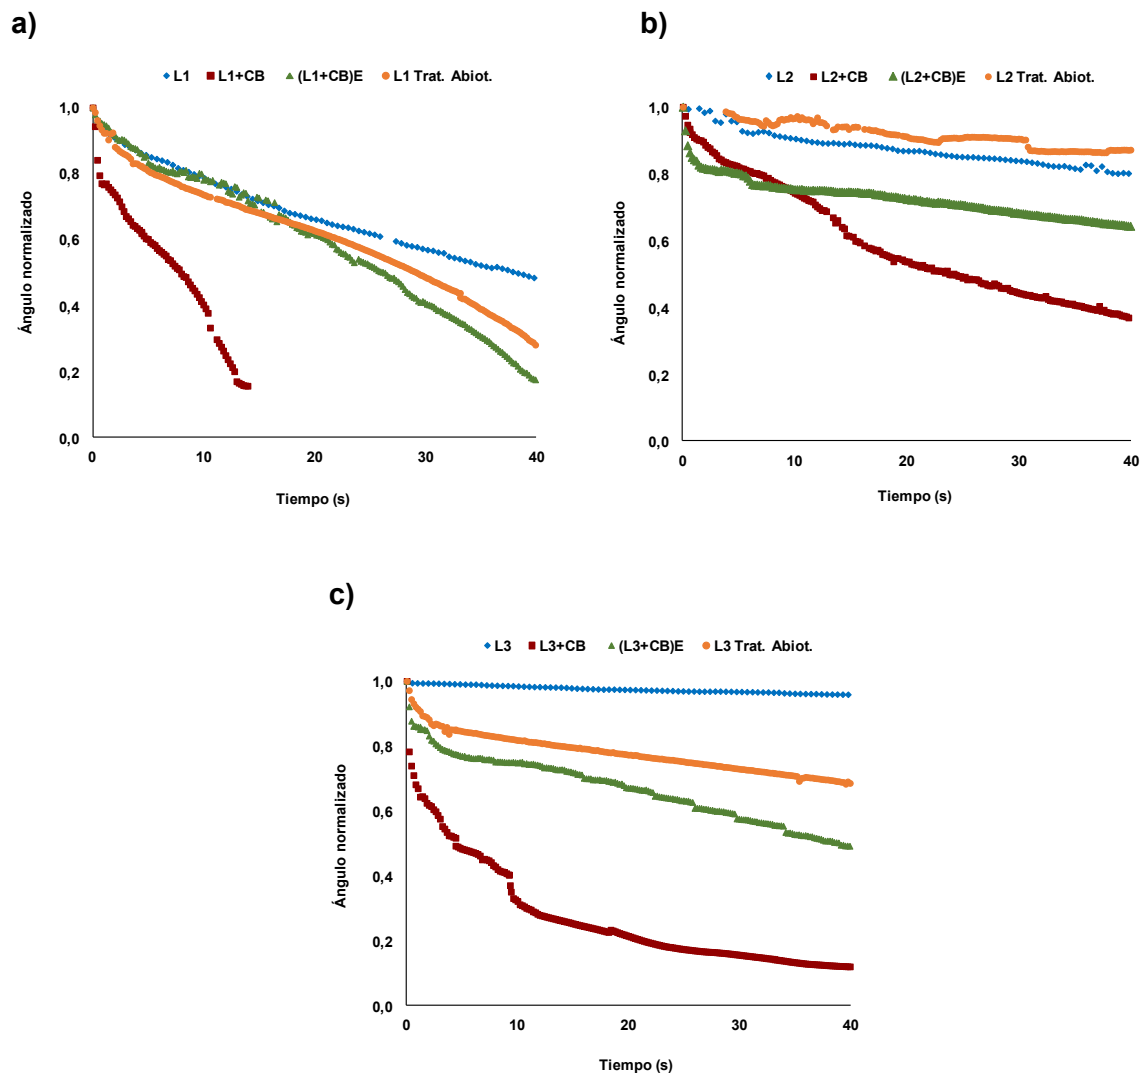 a)
L1 L1+CB (L1+CB)E L1 Trat. Abiot.
Ángulo normalizado
1,0
0,8
0,6
0,4
0,2
0,0
0 10 20 30 40
Tiempo (s)
b)
L2 L2+CB (L2+CB)E L2 Trat. Abiot.
Ángulo normalizado
1,0
0,8
0,6
0,4
0,2
0,0
0 10 20 30 40
Tiempo (s)
c)
L3 L3+CB (L3+CB)E L3 Trat. Abiot.
Ángulo normalizado
1,0
0,8
0,6
0,4
0,2
0,0
0 10 20 30 40
Tiempo (s)